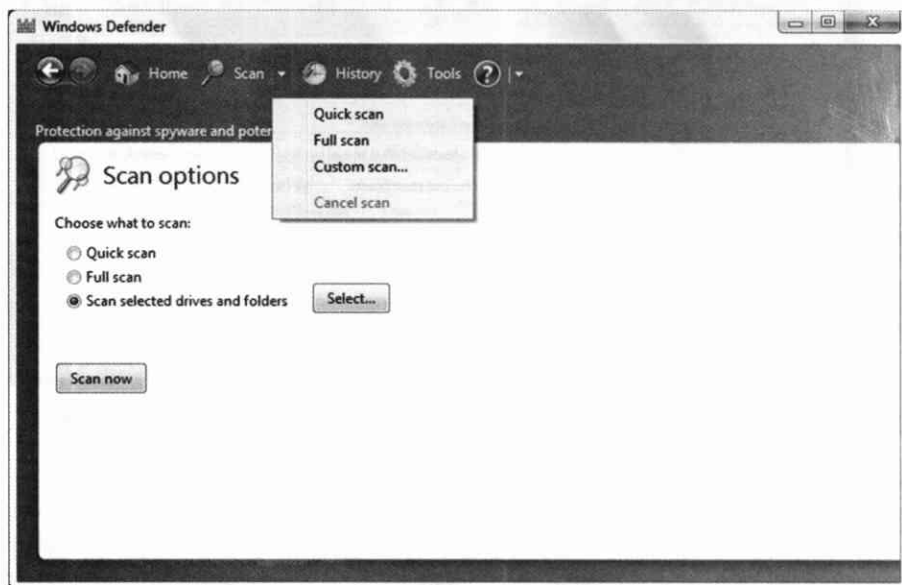 Windows Defender
Home Scan History Tools ?
Quick scan
Full scan
Custom scan...
Cancel scan
Protection against spyware and poter
Scan options
Choose what to scan:
Quick scan
Full scan
Scan selected drives and folders
Select...
Scan now